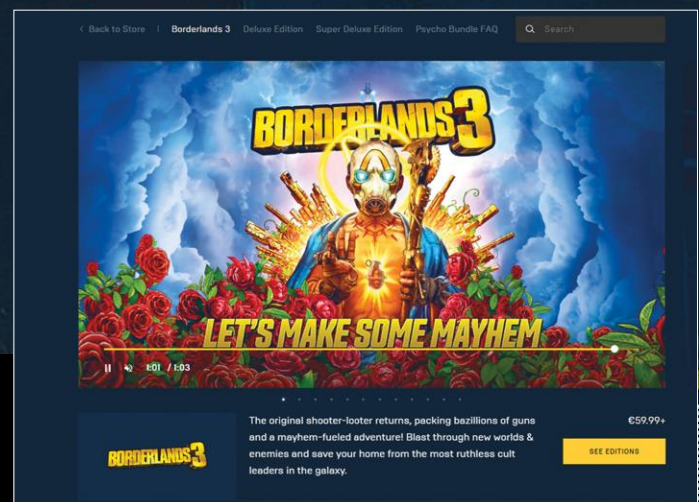 Back to Store
Borderlands 3
Deluxe Edition
Super Deluxe Edition
Psycho Bundle FAQ
Search
BORDERLANDS 3
LET'S MAKE SOME MAYHEM
1:01 / 1:03
BORDERLANDS 3
The original shooter-looter returns, packing bazillions of guns
and a mayhem-fueled adventure! Blast through new worlds &
enemies and save your home from the most ruthless cult
leaders in the galaxy.
€59.99+
SEE EDITIONS